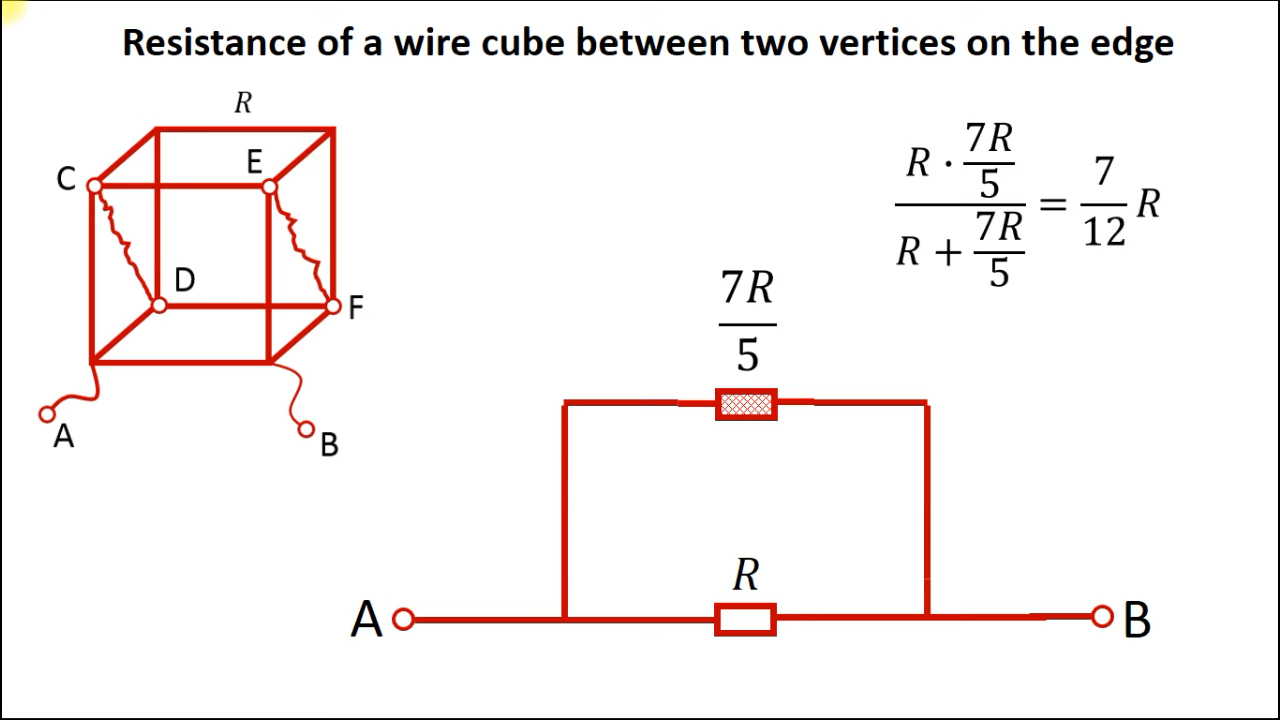 Resistance of a wire cube between two vertices on the edge
R
C
E
D
F
A
B
R · 7R/5
R + 7R/5
= 7/12 R
7R
5
R
A
B